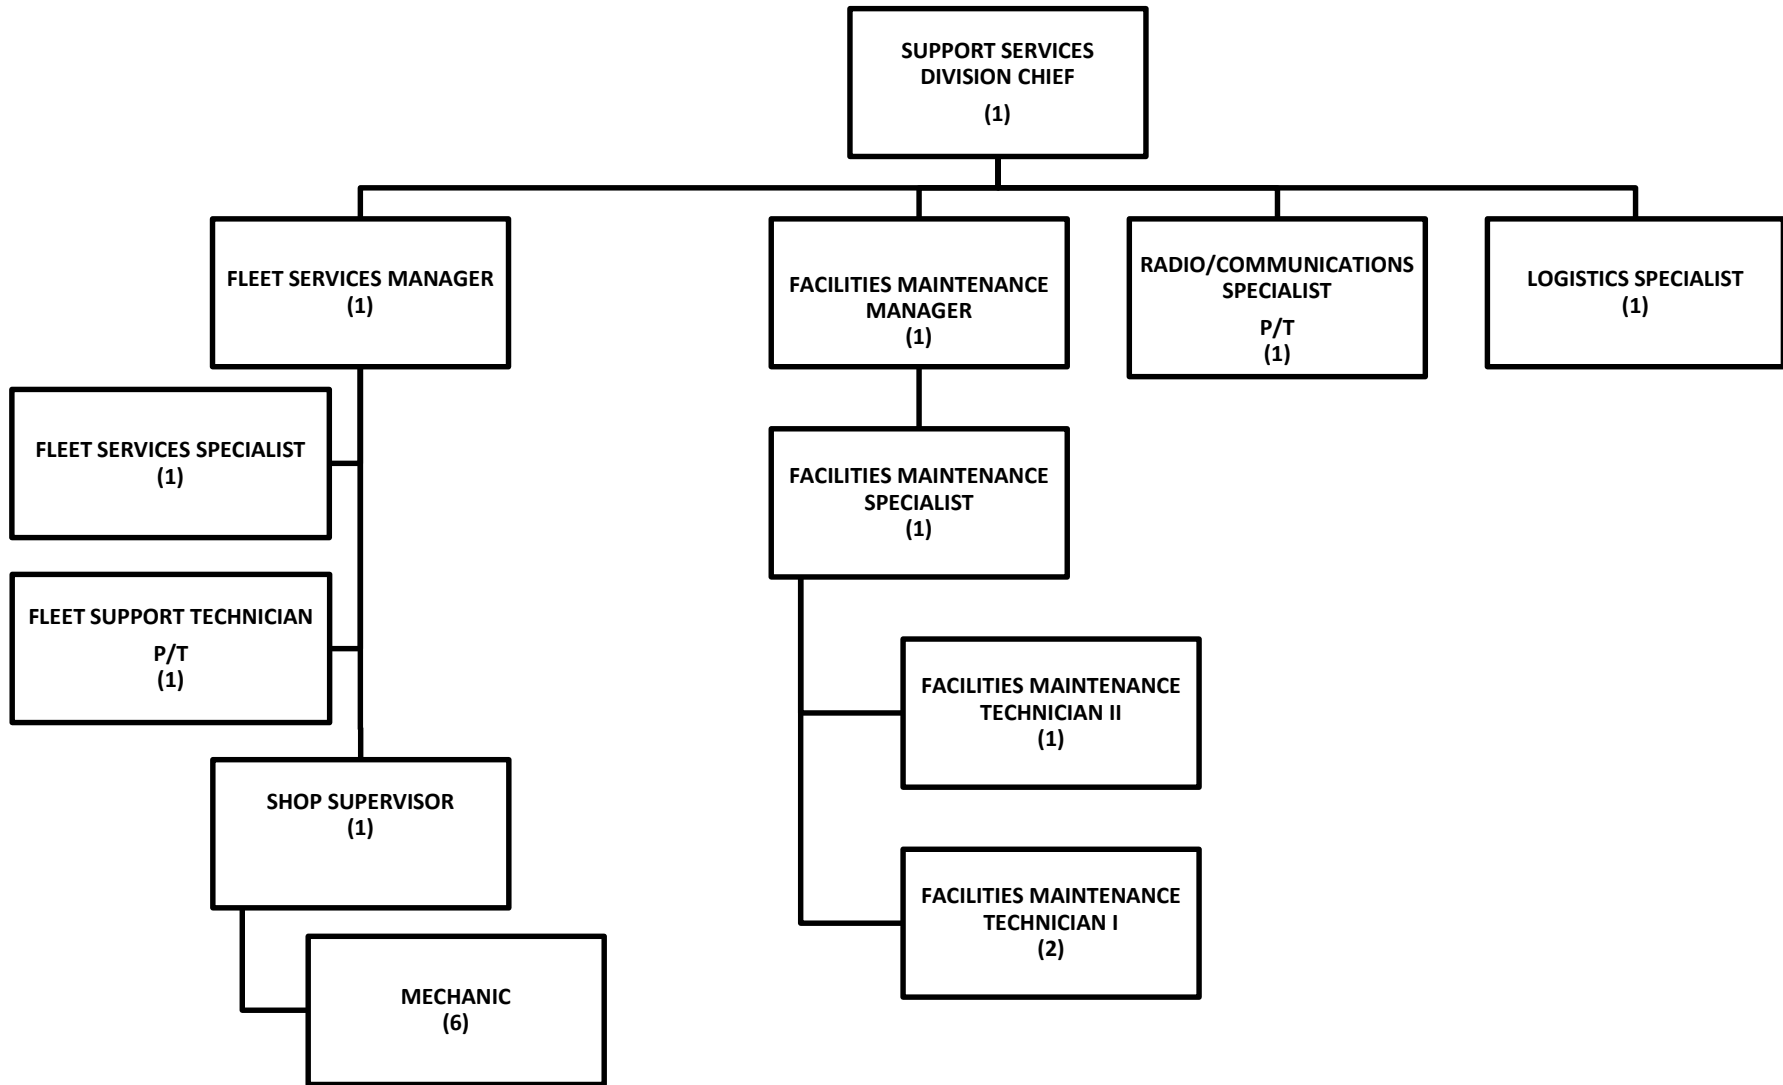 SUPPORT SERVICES
DIVISION CHIEF
(1)
FLEET SERVICES MANAGER
(1)
FACILITIES MAINTENANCE
MANAGER
(1)
RADIO/COMMUNICATIONS
SPECIALIST
P/T
(1)
LOGISTICS SPECIALIST
(1)
FLEET SERVICES SPECIALIST
(1)
FACILITIES MAINTENANCE
SPECIALIST
(1)
FLEET SUPPORT TECHNICIAN
P/T
(1)
FACILITIES MAINTENANCE
TECHNICIAN II
(1)
SHOP SUPERVISOR
(1)
FACILITIES MAINTENANCE
TECHNICIAN I
(2)
MECHANIC
(6)